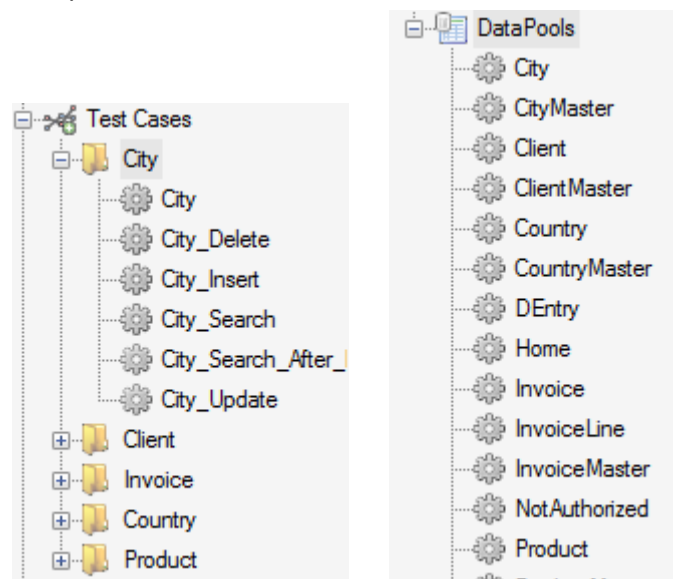 Test Cases
City
City
City_Delete
City_Insert
City_Search
City_Search_After_
City_Update
Client
Invoice
Country
Product
DataPools
City
CityMaster
Client
ClientMaster
Country
CountryMaster
DEntry
Home
Invoice
InvoiceLine
InvoiceMaster
NotAuthorized
Product